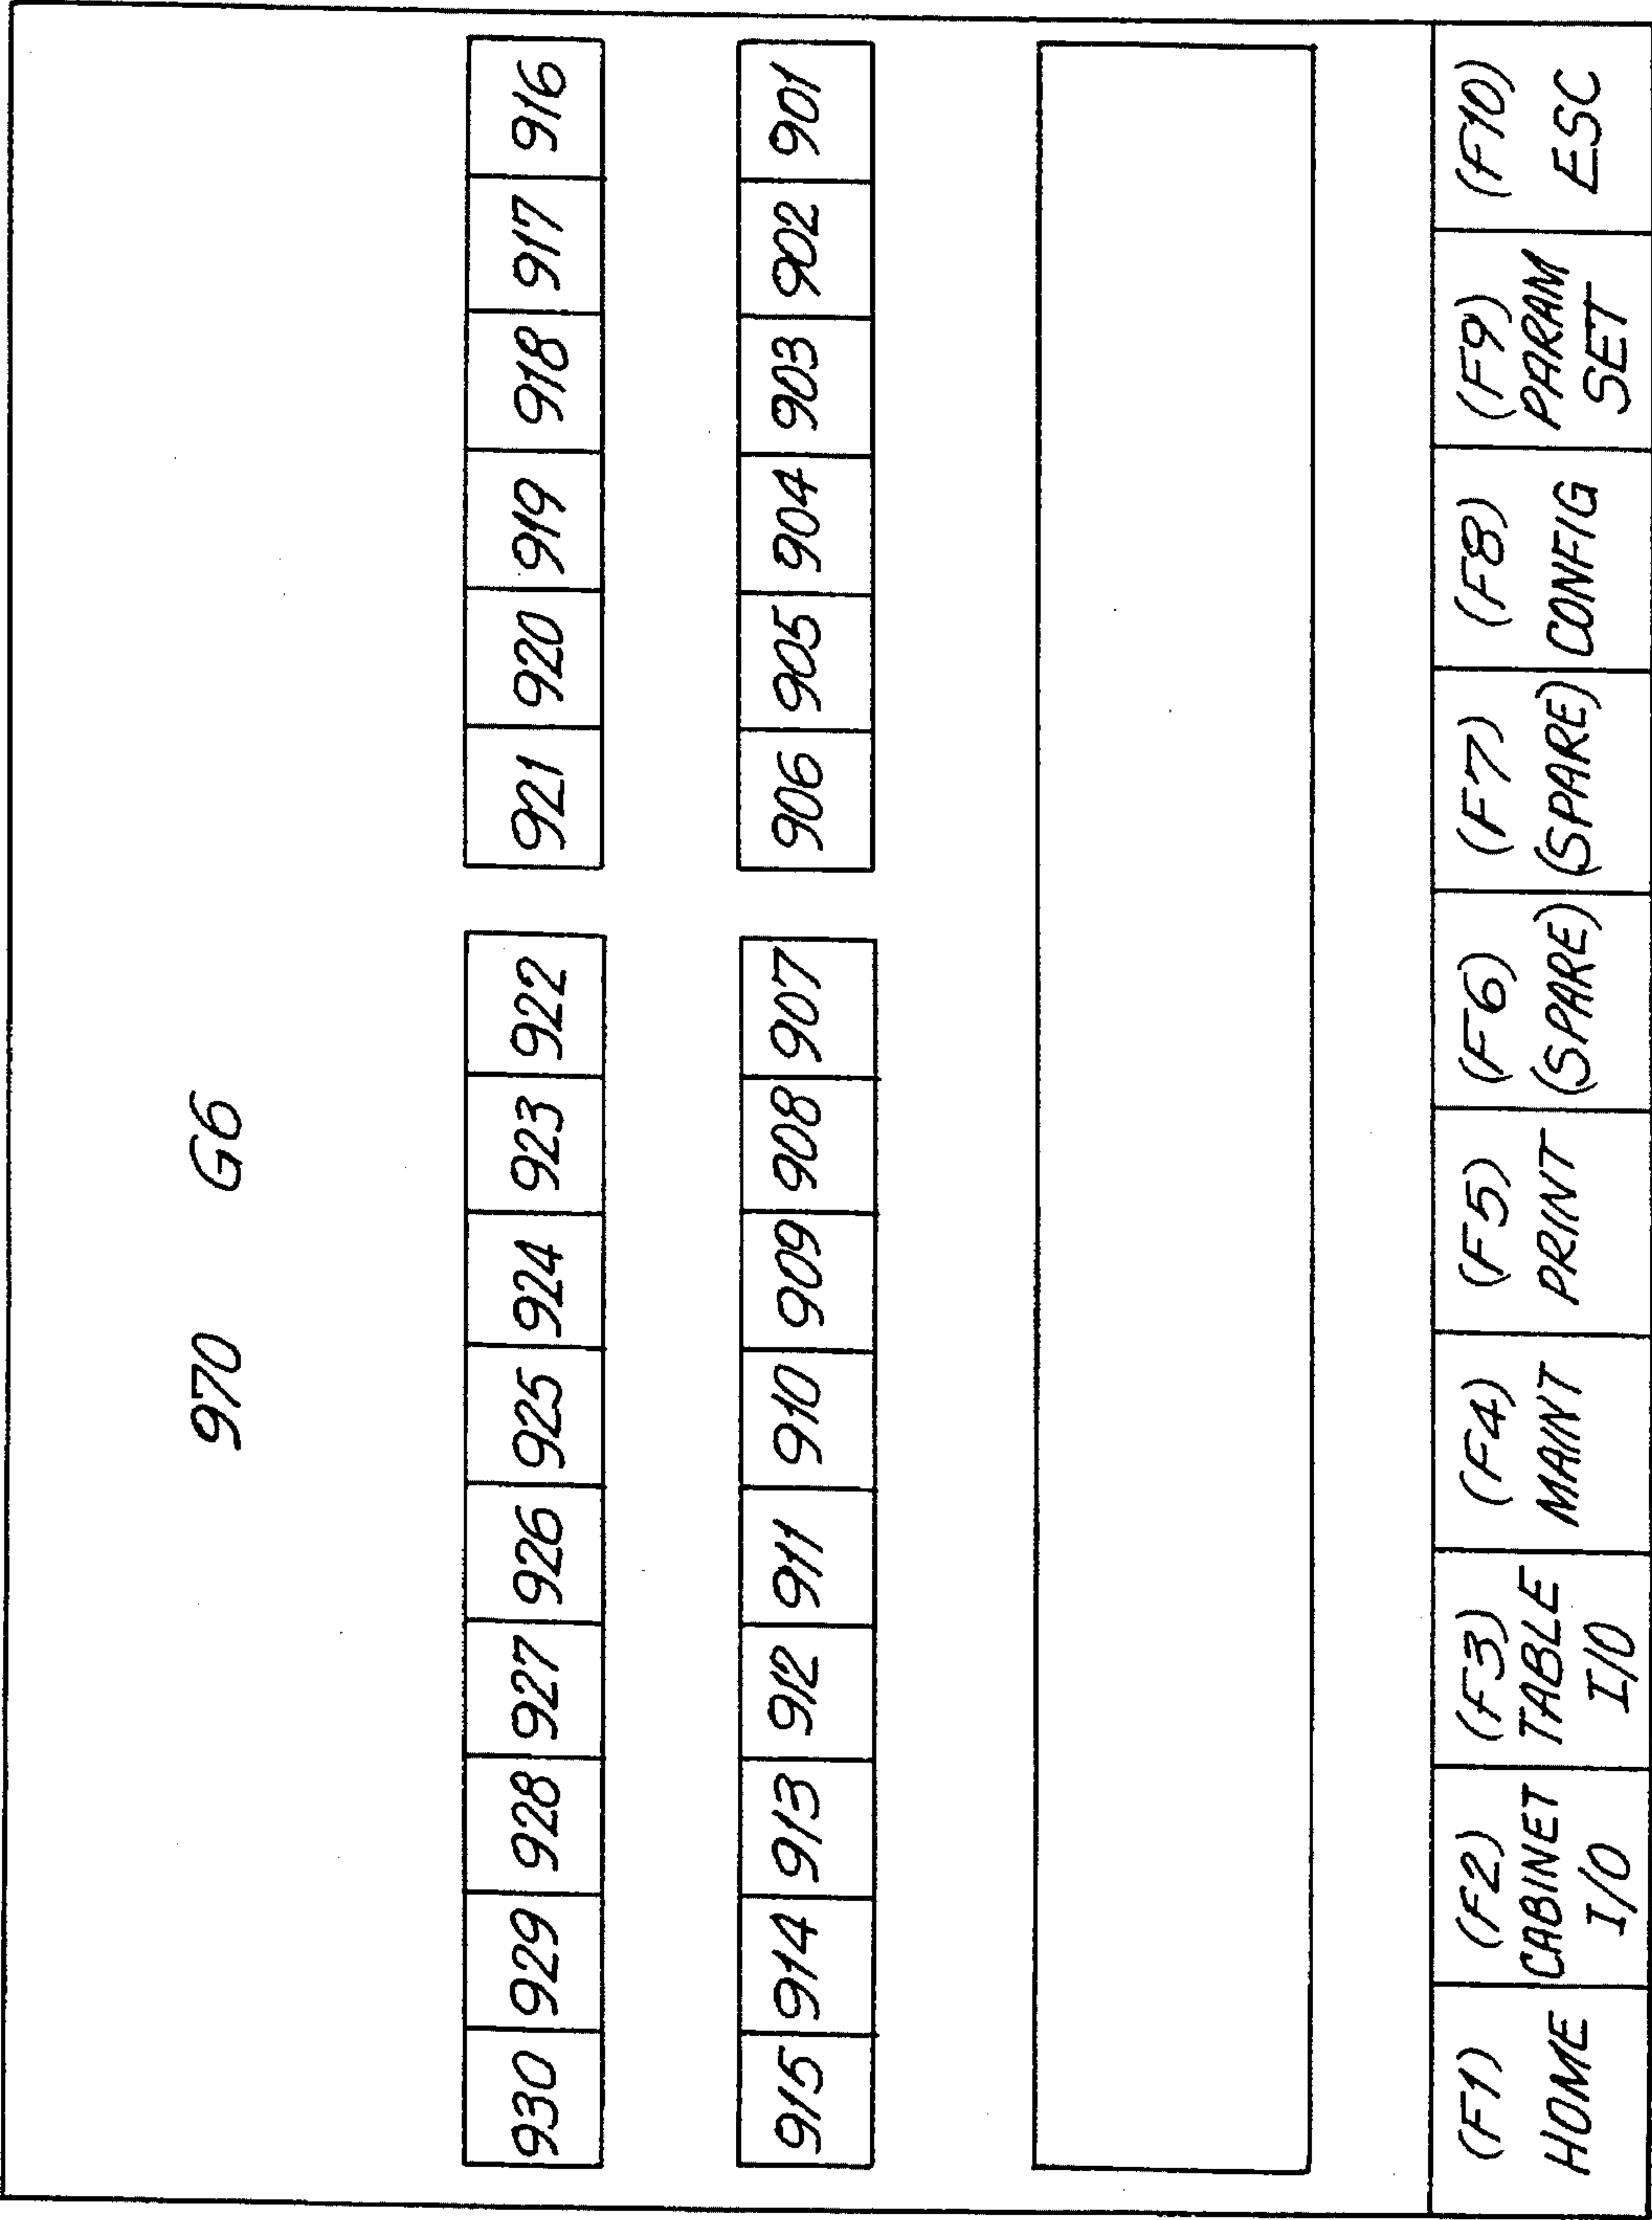 970 G6
930 929 928 927 926 925 924 923 922 921 920 919 918 917 916
915 914 913 912 911 910 909 908 907 906 905 904 903 902 901
(F1) (F2) (F3) (F4) (F5) (F6) (F7) (F8) (F9) (F10)
HOME CABINET TABLE MAINT PRINT (SPARE) (SPARE) CONFIG PARAM ESC
I/O I/O SET